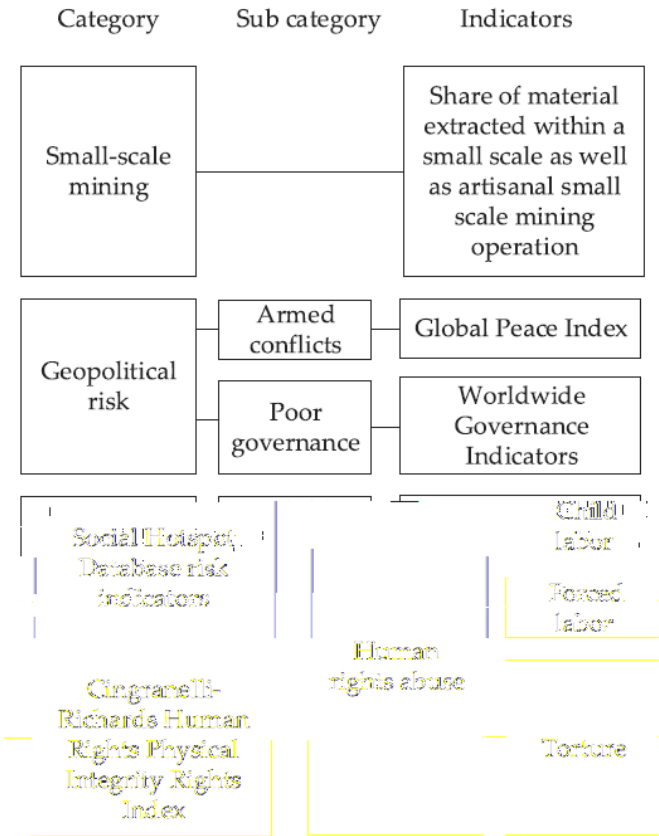 Category
Sub category
Indicators
Small-scale
mining
Share of material
extracted within a
small scale as well
as artisanal small
scale mining
operation
Geopolitical
risk
Armed
conflicts
Global Peace Index
Poor
governance
Worldwide
Governance
Indicators
Social Hotspot
Database risk
indicators
Child
labor
Forced
labor
Human
rights abuse
Cingranelli-
Richards Human
Rights Physical
Integrity Rights
Index
Torture